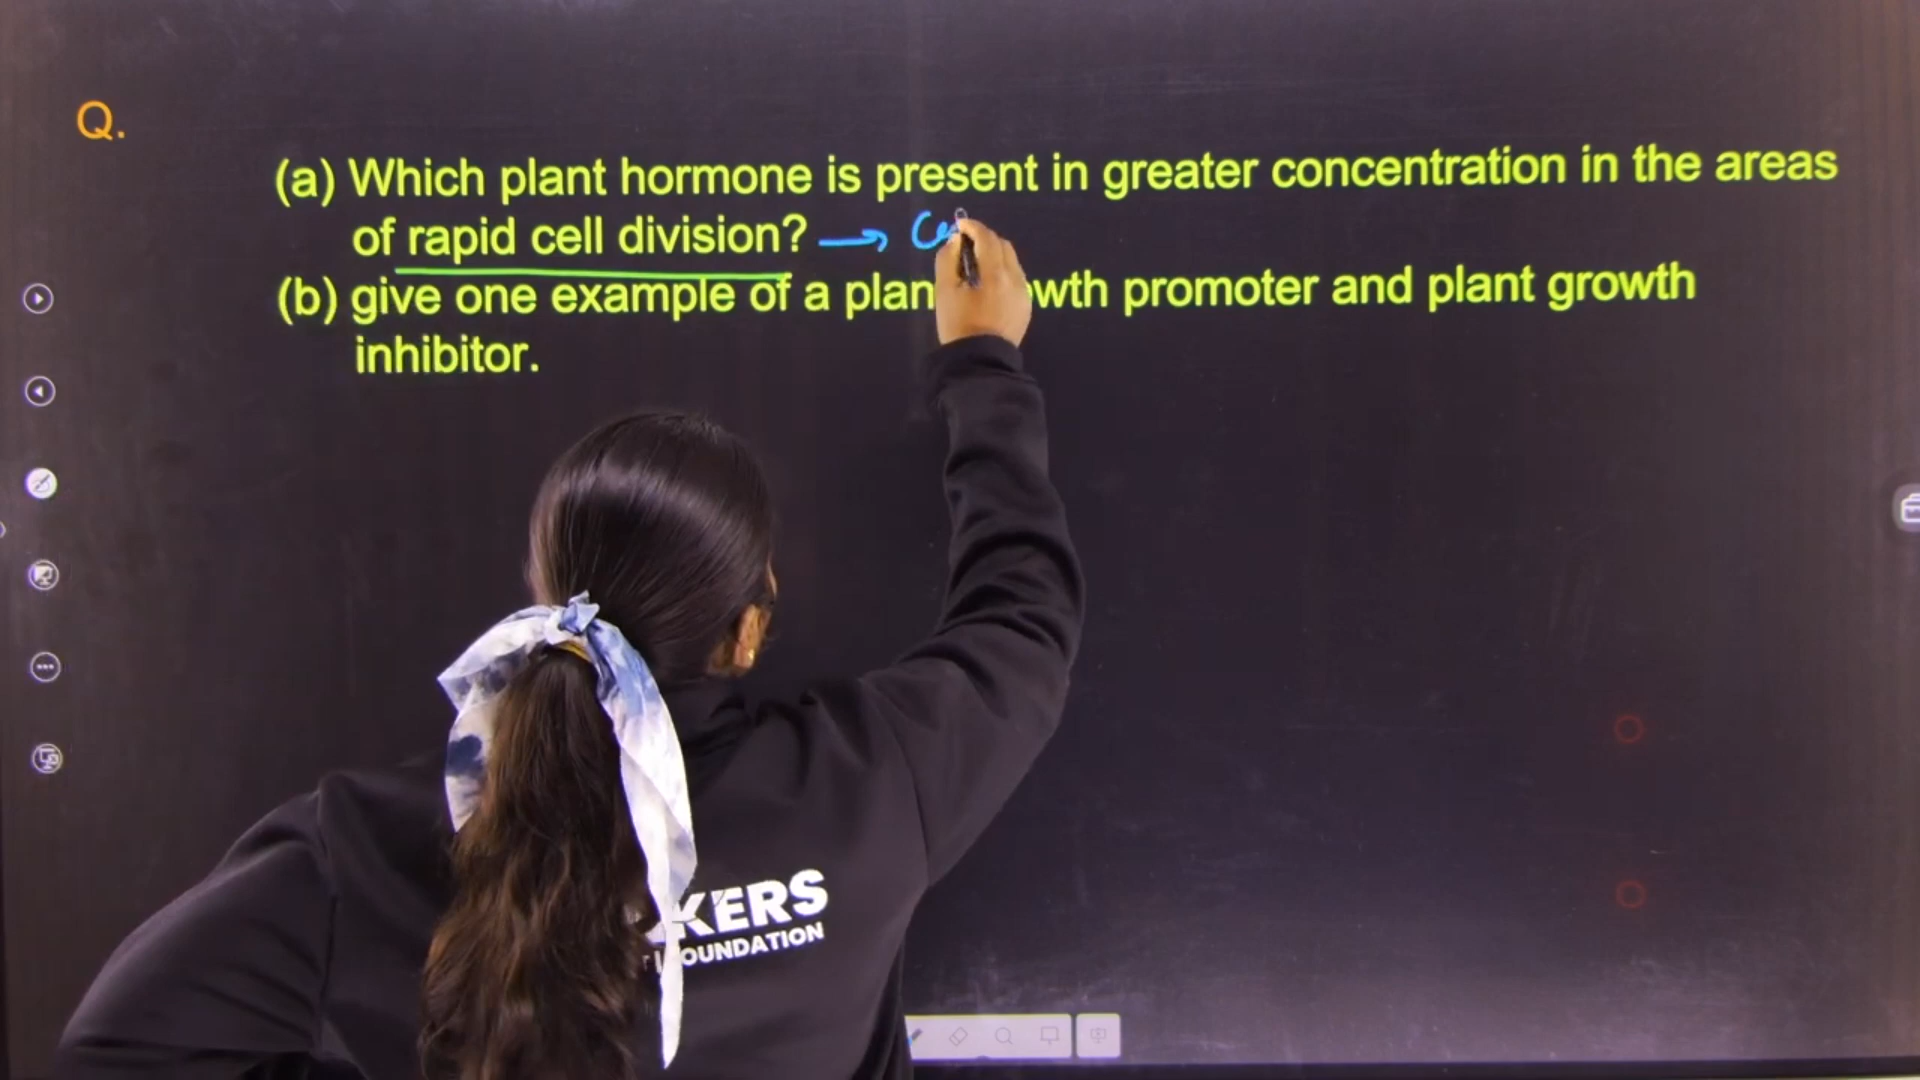 Q.
(a) Which plant hormone is present in greater concentration in the areas
of rapid cell division? →
(b) give one example of a plan wth promoter and plant growth
inhibitor.
KERS
OUNDATION